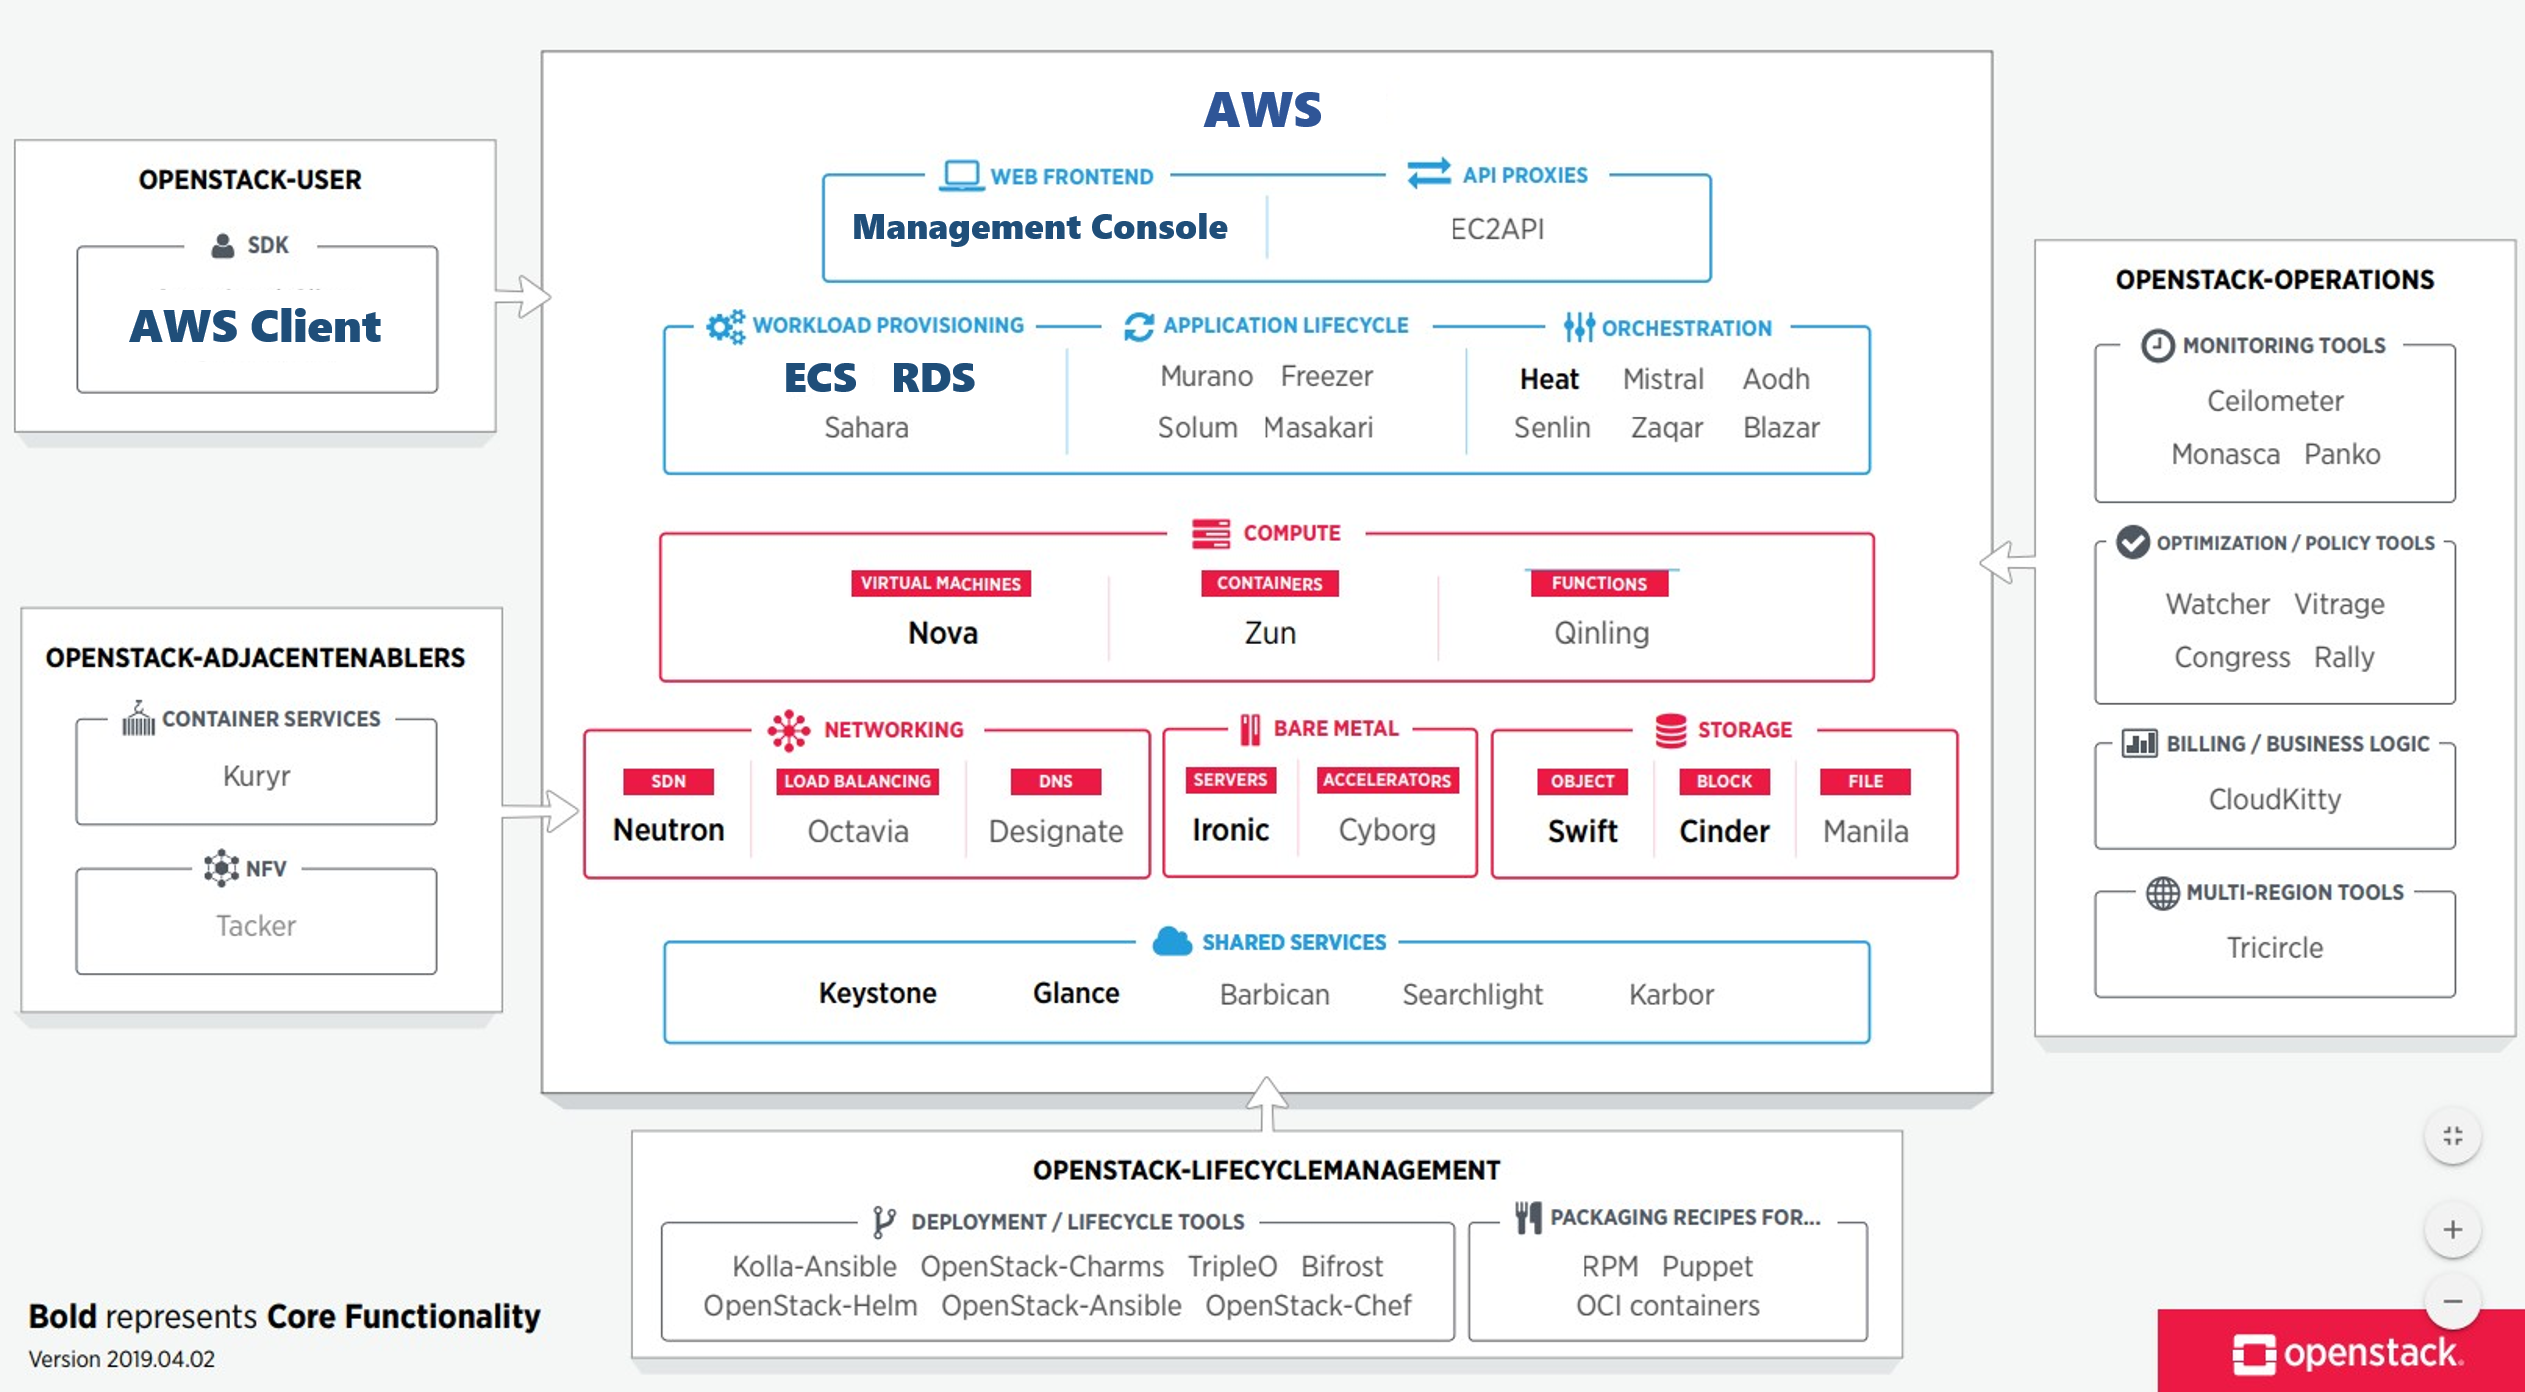 AWS
WEB FRONTEND
Management Console
API PROXIES
EC2API
OPENSTACK-USER
SDK
AWS Client
WORKLOAD PROVISIONING
ECS RDS
Sahara
APPLICATION LIFECYCLE
Murano Freezer
Solum Masakari
ORCHESTRATION
Heat Mistral Aodh
Senlin Zaqar Blazar
COMPUTE
VIRTUAL MACHINES
Nova
CONTAINERS
Zun
FUNCTIONS
Qinling
OPENSTACK-ADJACENTENABLERS
CONTAINER SERVICES
Kuryr
NFV
Tacker
NETWORKING
SDN
Neutron
LOAD BALANCING
Octavia
DNS
Designate
BARE METAL
SERVERS
Ironic
ACCELERATORS
Cyborg
STORAGE
OBJECT
Swift
BLOCK
Cinder
FILE
Manila
SHARED SERVICES
Keystone Glance Barbican Searchlight Karbor
OPENSTACK-OPERATIONS
MONITORING TOOLS
Ceilometer
Monasca Panko
OPTIMIZATION / POLICY TOOLS
Watcher Vitrage
Congress Rally
BILLING / BUSINESS LOGIC
CloudKitty
MULTI-REGION TOOLS
Tricircle
OPENSTACK-LIFECYCLEMANAGEMENT
DEPLOYMENT / LIFECYCLE TOOLS
Kolla-Ansible OpenStack-Charms TripleO Bifrost
OpenStack-Helm OpenStack-Ansible OpenStack-Chef
PACKAGING RECIPES FOR...
RPM Puppet
OCI containers
Bold represents Core Functionality
Version 2019.04.02
openstack.